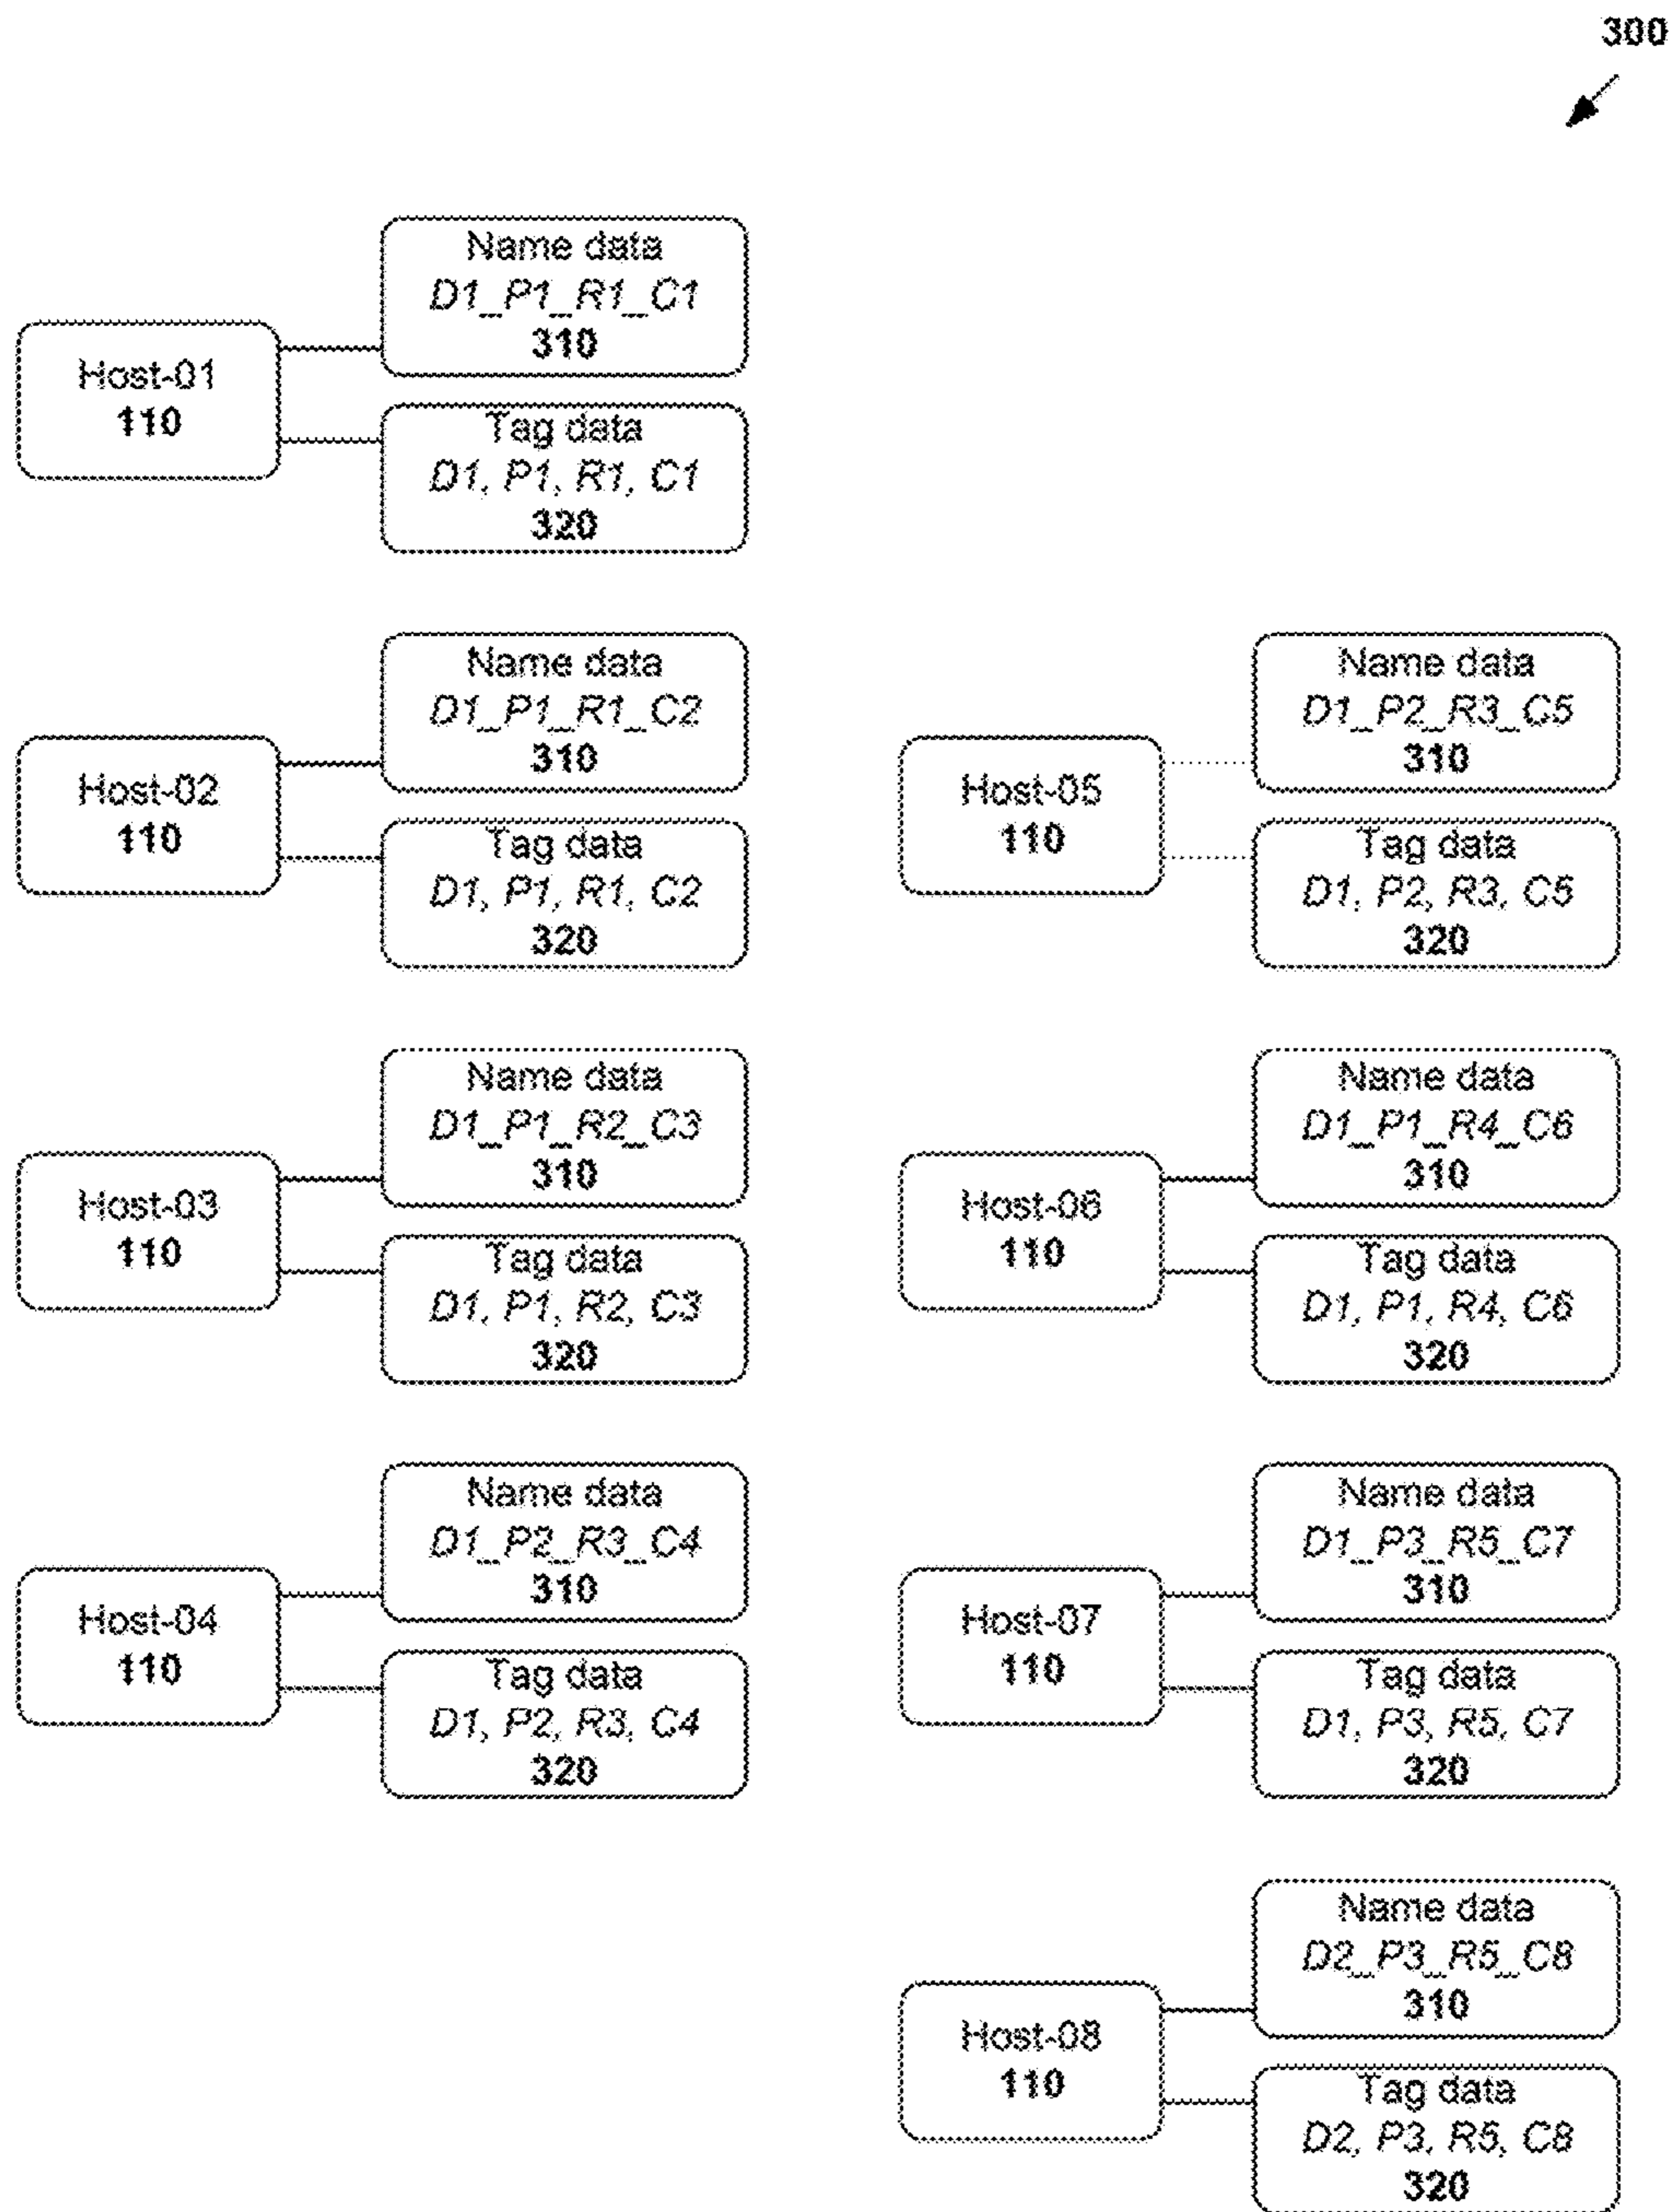 300
Host-01
110
Name data
D1_P1_R1_C1
310
Tag data
D1, P1, R1, C1
320
Host-02
110
Name data
D1_P1_R1_C2
310
Tag data
D1, P1, R1, C2
320
Host-03
110
Name data
D1_P1_R2_C3
310
Tag data
D1, P1, R2, C3
320
Host-04
110
Name data
D1_P2_R3_C4
310
Tag data
D1, P2, R3, C4
320
Host-05
110
Name data
D1_P2_R3_C5
310
Tag data
D1, P2, R3, C5
320
Host-06
110
Name data
D1_P1_R4_C6
310
Tag data
D1, P1, R4, C6
320
Host-07
110
Name data
D1_P3_R5_C7
310
Tag data
D1, P3, R5, C7
320
Host-08
110
Name data
D2_P3_R5_C8
310
Tag data
D2, P3, R5, C8
320